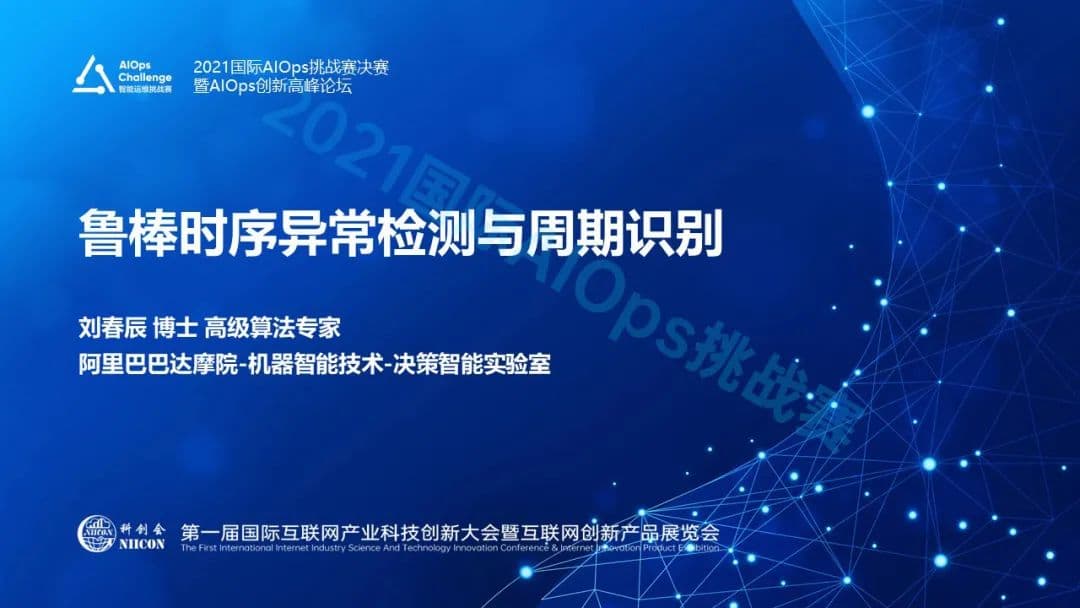 AIOps
Challenge
智能运维挑战赛
2021国际AIOps挑战赛决赛
暨AIOps创新高峰论坛
2021国际AIOps挑战赛
鲁棒时序异常检测与周期识别
刘春辰 博士 高级算法专家
阿里巴巴达摩院-机器智能技术-决策智能实验室
科创会
NIICON
NIICON
第一届国际互联网产业科技创新大会暨互联网创新产品展览会
The First International Internet Industry Science And Technology Innovation Conference & Internet Innovation Product Exhibition